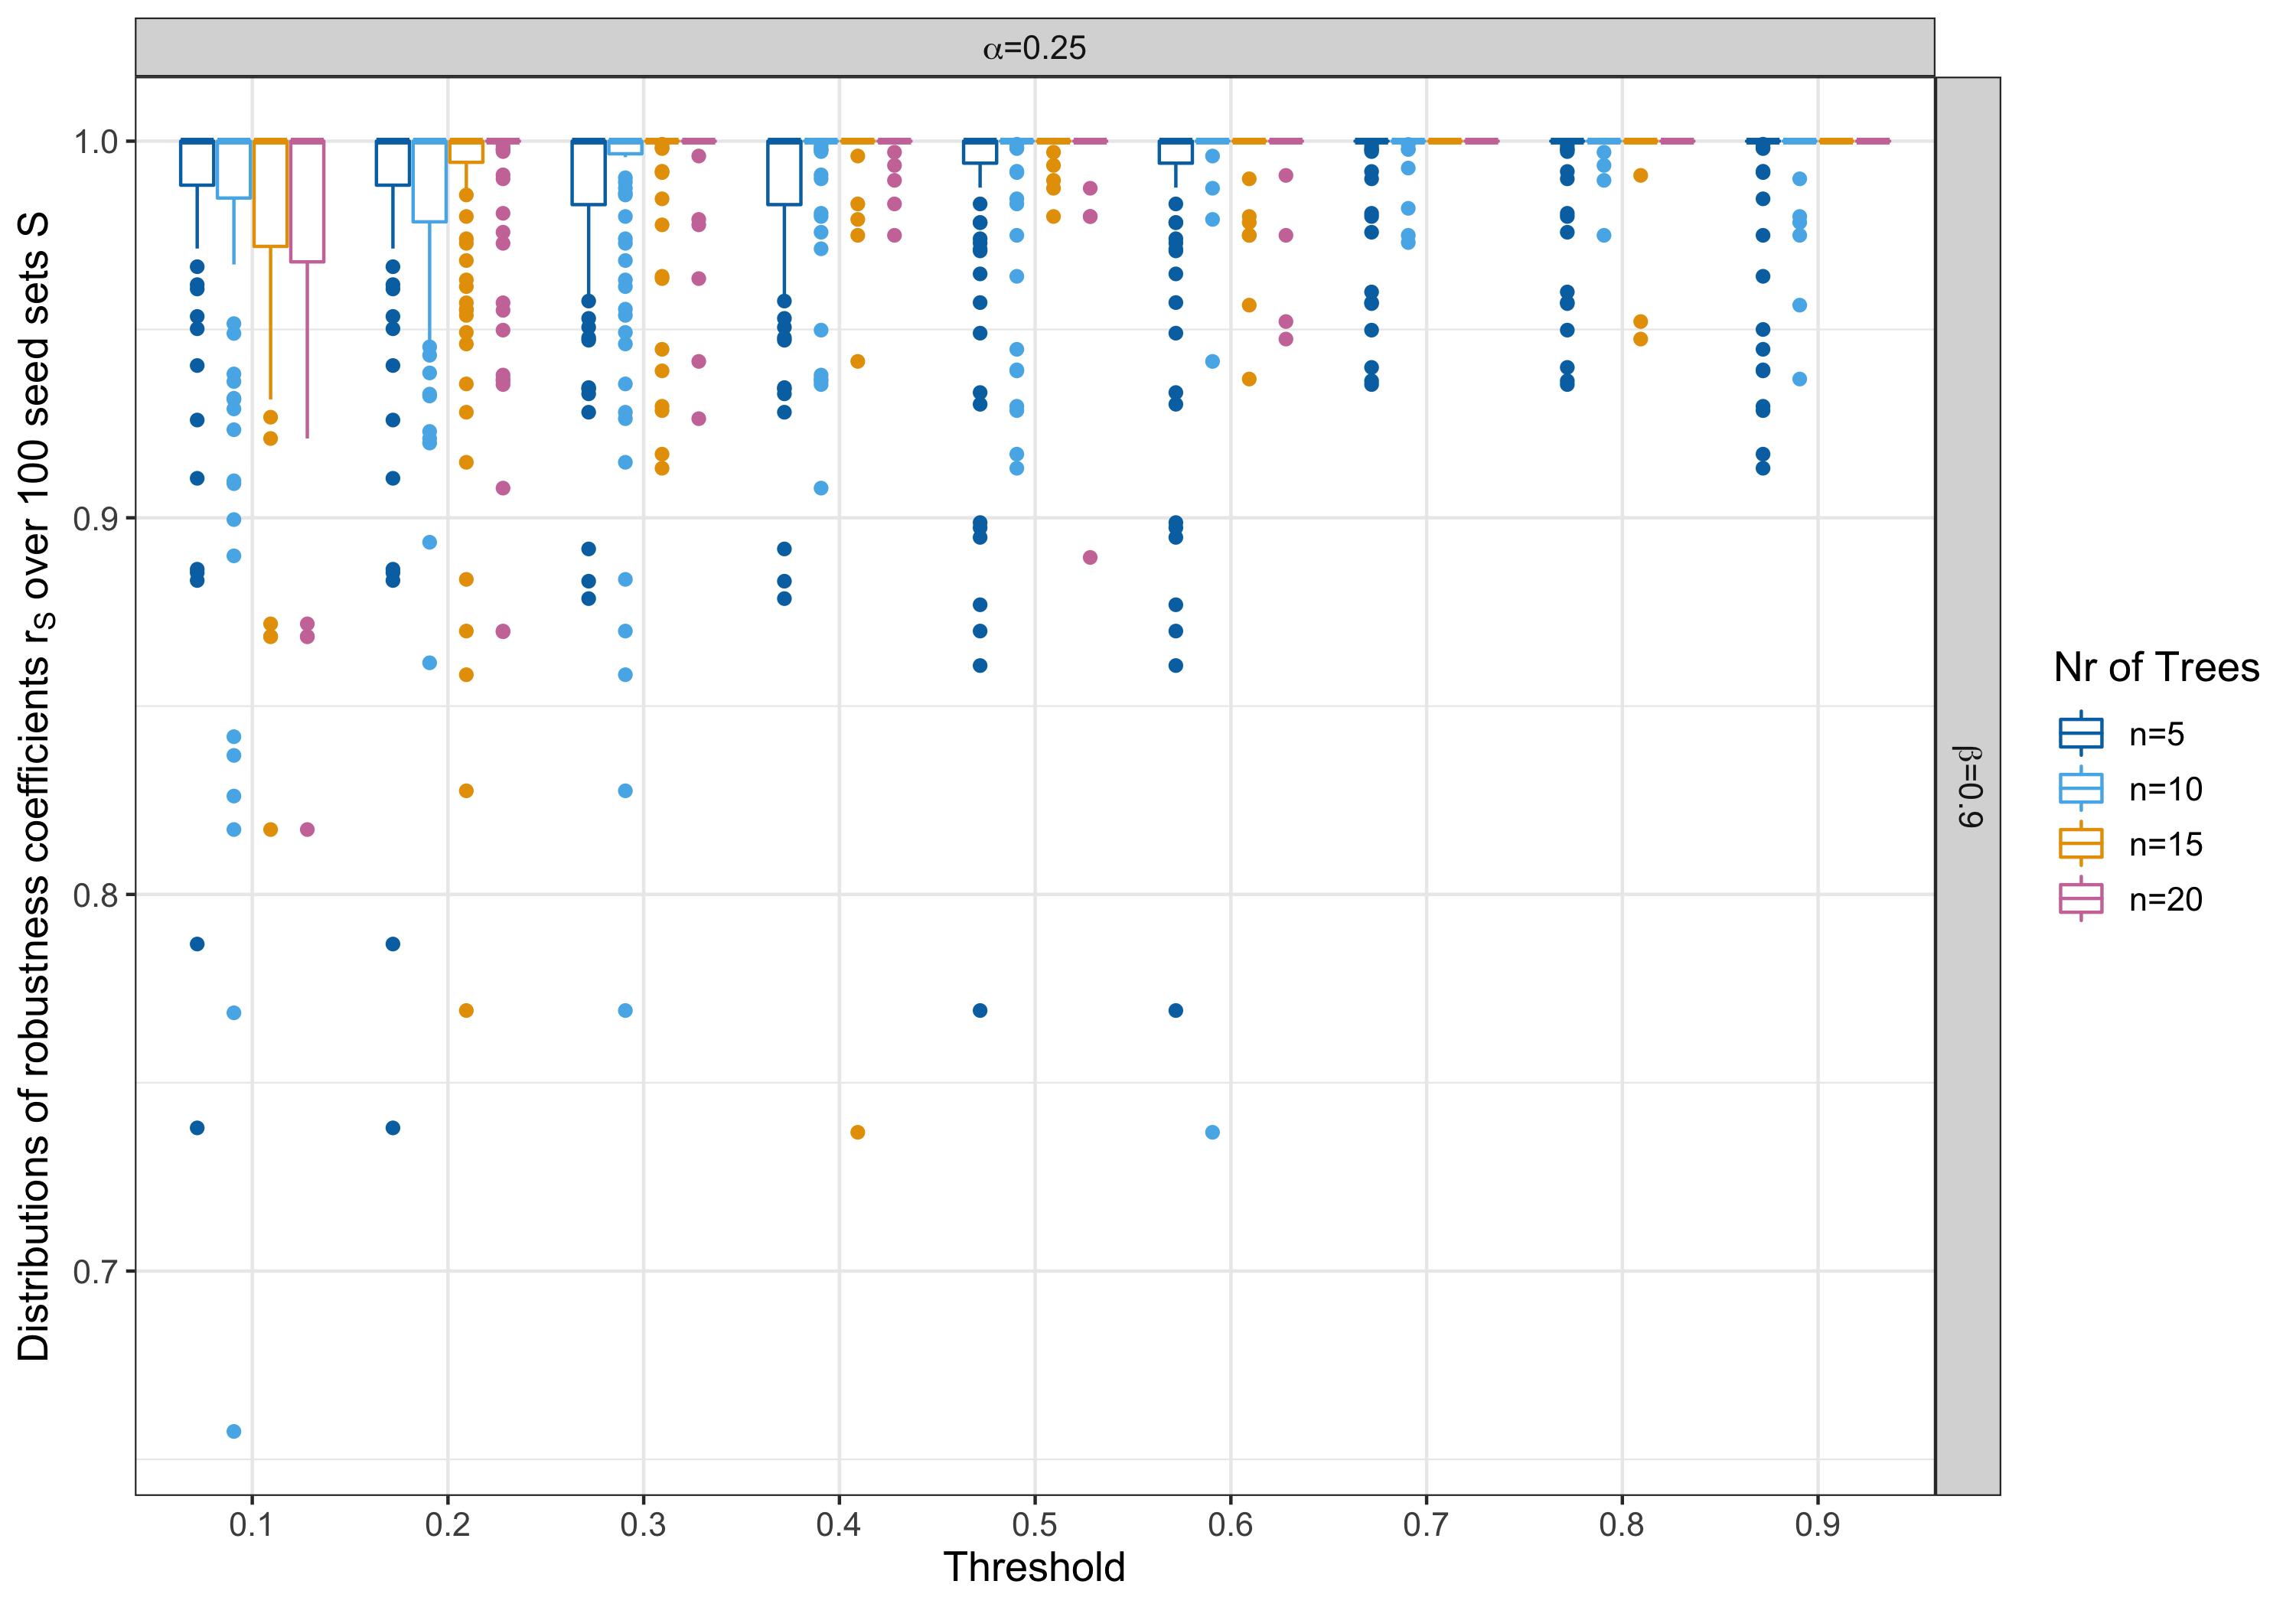 α=0.25
β=0.9
Distributions of robustness coefficients rS over 100 seed sets S
1.0
0.9
0.8
0.7
0.1 0.2 0.3 0.4 0.5 0.6 0.7 0.8 0.9
Threshold
Nr of Trees
n=5
n=10
n=15
n=20